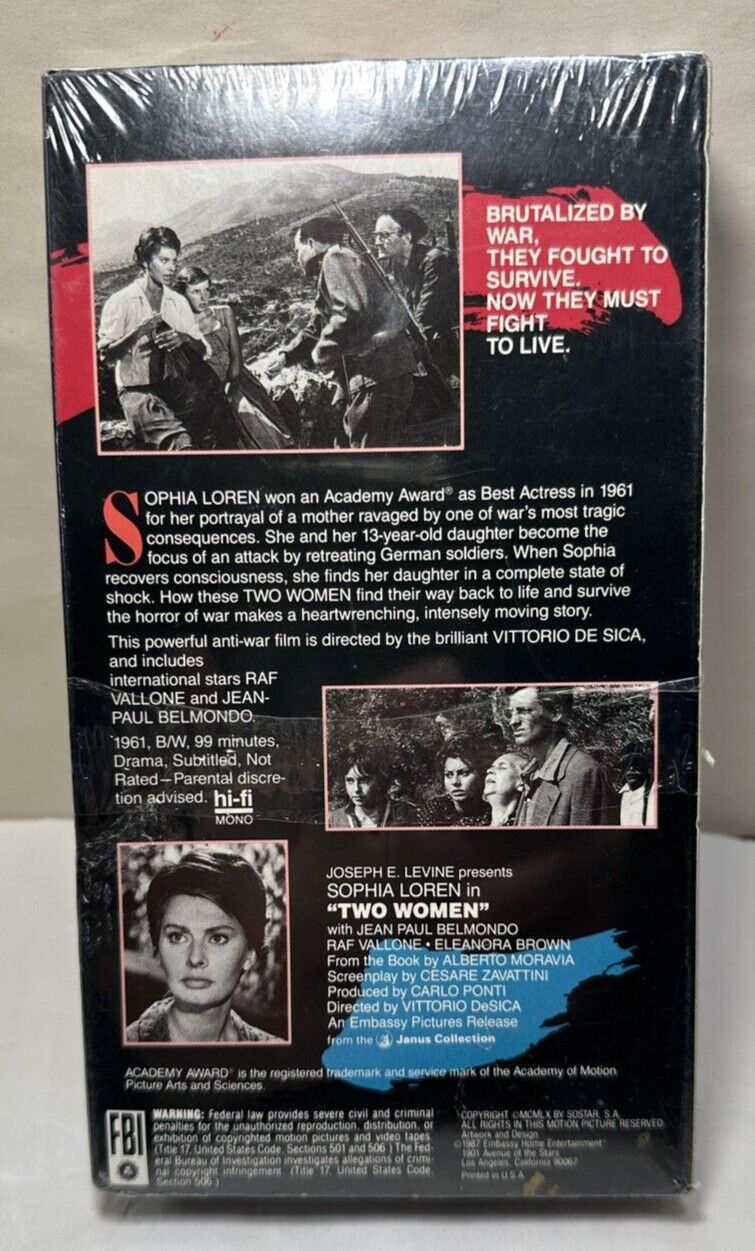 BRUTALIZED BY
WAR,
THEY FOUGHT TO
SURVIVE.
NOW THEY MUST
FIGHT
TO LIVE.
SOPHIA LOREN won an Academy Award® as Best Actress in 1961
for her portrayal of a mother ravaged by one of war's most tragic
consequences. She and her 13-year-old daughter become the
focus of an attack by retreating German soldiers. When Sophia
recovers consciousness, she finds her daughter in a complete state of
shock. How these TWO WOMEN find their way back to life and survive
the horror of war makes a heartwrenching, intensely moving story.
This powerful anti-war film is directed by the brilliant VITTORIO DE SICA,
and includes
international stars RAF
VALLONE and JEAN-
PAUL BELMONDO.
1961, B/W, 99 minutes,
Drama, Subtitled, Not
Rated—Parental discre-
tion advised. hi-fi
MONO
JOSEPH E. LEVINE presents
SOPHIA LOREN in
"TWO WOMEN"
with JEAN PAUL BELMONDO
RAF VALLONE • ELEANORA BROWN
From the Book by ALBERTO MORAVIA
Screenplay by CESARE ZAVATTINI
Produced by CARLO PONTI
Directed by VITTORIO DeSICA
An Embassy Pictures Release
from the Janus Collection
ACADEMY AWARD® is the registered trademark and service mark of the Academy of Motion
Picture Arts and Sciences.
FBI
WARNING: Federal law provides severe civil and criminal
penalties for the unauthorized reproduction, distribution, or
exhibition of copyrighted motion pictures and video tapes.
(Title 17, United States Code, Sections 501 and 506.) The Fed-
eral Bureau of Investigation investigates allegations of crimi-
nal copyright infringement. (Title 17, United States Code,
Section 506.)
COPYRIGHT ©MCMLX BY SOSTAR, S.A.
ALL RIGHTS IN THIS MOTION PICTURE RESERVED
Artwork and Design
©1987 Embassy Home Entertainment
1901 Avenue of the Stars
Los Angeles, California 90067
Printed in U.S.A.